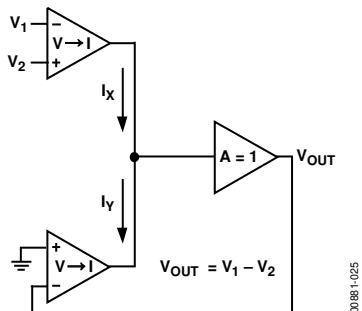 V1
–
V → I
V2
+
IX
A = 1
VOUT
IY
+
V → I
–
VOUT = V1 – V2
00881-025